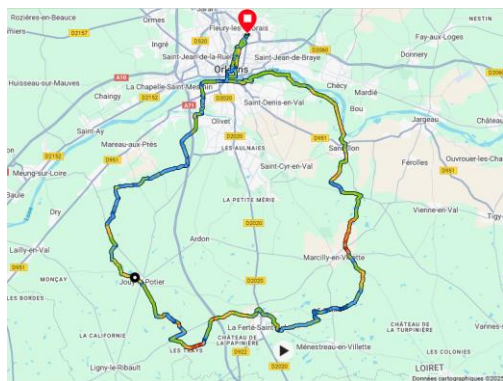 NESTIN
Rozières-en-Beauce
Ormes
Fleury-les-Aubrais
Fay-aux-Loges
D2157
D520
D2060
Ingré
Saint-Jean-de-la-Ruelle
Saint-Jean-de-Braye
Donnery
Huisseau-sur-Mauves
A10
Orléans
La Chapelle-Saint-Mesmin
Chécy
Chaingy
D2152
A71
D2020
Mardié
Saint-Denis-en-Val
Bou
Saint-Ay
Olivet
D951
Jargeau
Château
Mareau-aux-Prés
D2020
LES AULNAIES
Sandillon
D2152
D951
Férolles
Ouvrouer-les-Champs
Meung-sur-Loire
Saint-Cyr-en-Val
D951
Baule
Dry
LA PETITE MÉRIE
Vienne-en-Val
Tigy
Lailly-en-Val
D2020
Ardon
D951
Marcilly-en-Villette
MONÇAY
D2020
LES BORDES
Jouy-le-Potier
LA CALIFORNIE
La Ferté-Saint
CHÂTEAU DE
LA TURPINIÈRE
Vannes-s
CHÂTEAU DE
LA PAPINIÈRE
LES TRAYS
Ménestreau-en-Villette
LES COLONIES
Ligny-le-Ribault
D922
D2020
LOIRET
Données cartographiques ©2025